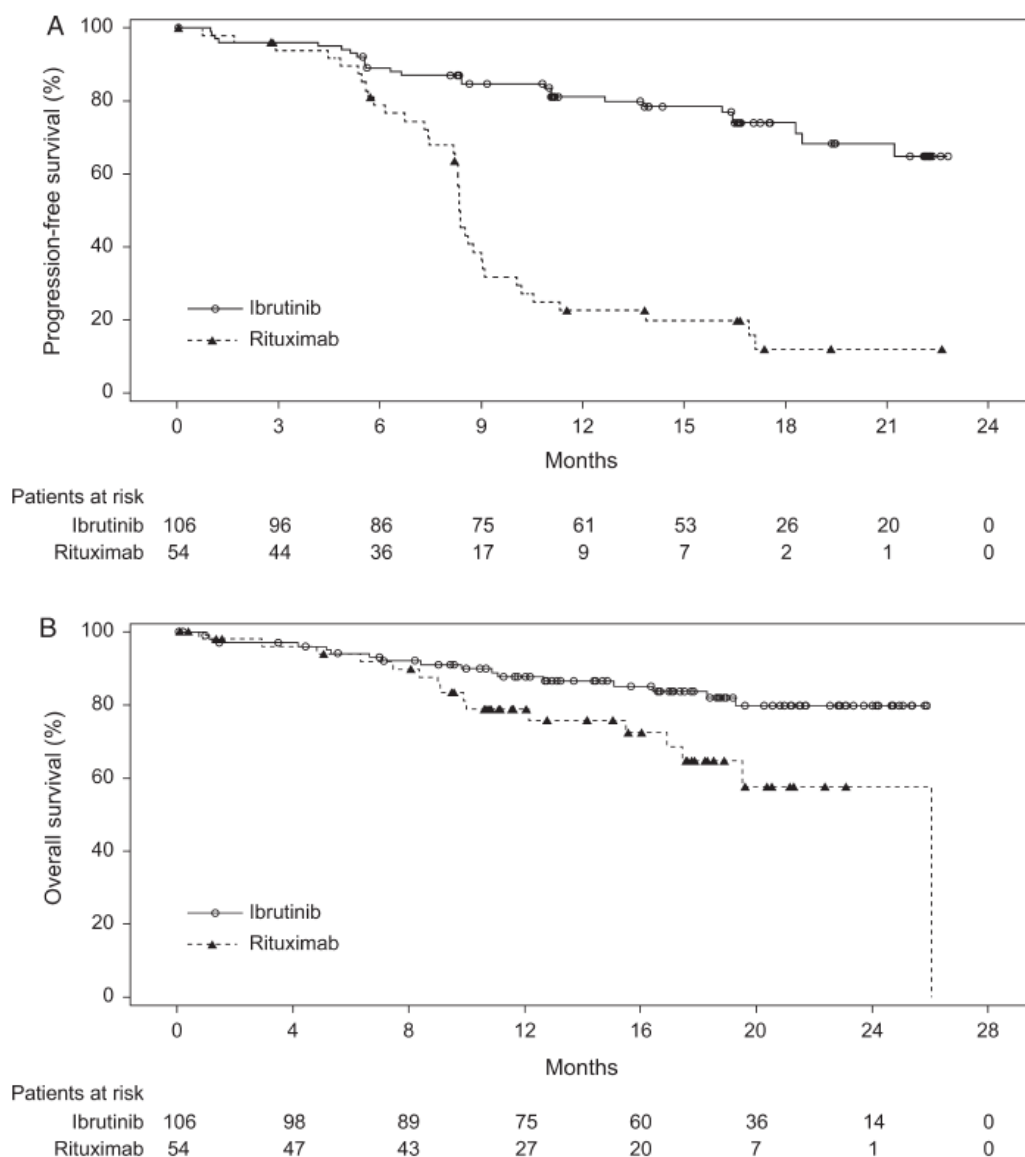 A
Progression-free survival (%)
100
80
60
40
20
0
Ibrutinib
Rituximab
0 3 6 9 12 15 18 21 24
Months
Patients at risk
Ibrutinib 106 96 86 75 61 53 26 20 0
Rituximab 54 44 36 17 9 7 2 1 0
B
Overall survival (%)
100
80
60
40
20
0
Ibrutinib
Rituximab
0 4 8 12 16 20 24 28
Months
Patients at risk
Ibrutinib 106 98 89 75 60 36 14 0
Rituximab 54 47 43 27 20 7 1 0